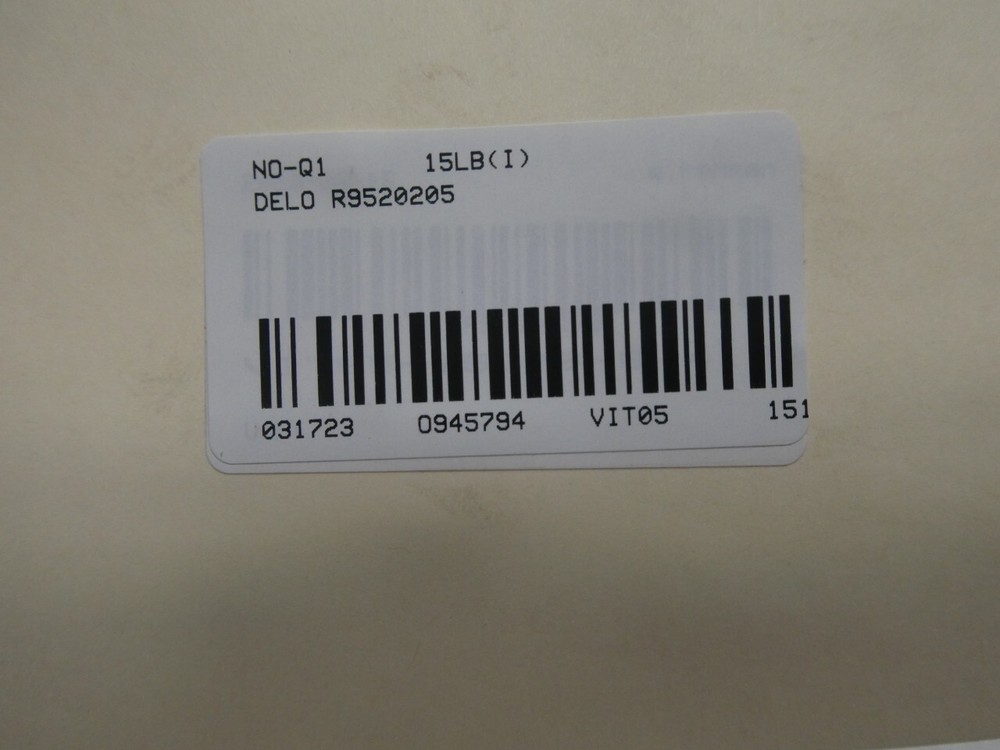 NO-Q1 15LB(I)
DELO R9520205
031723 0945794 VIT05 151